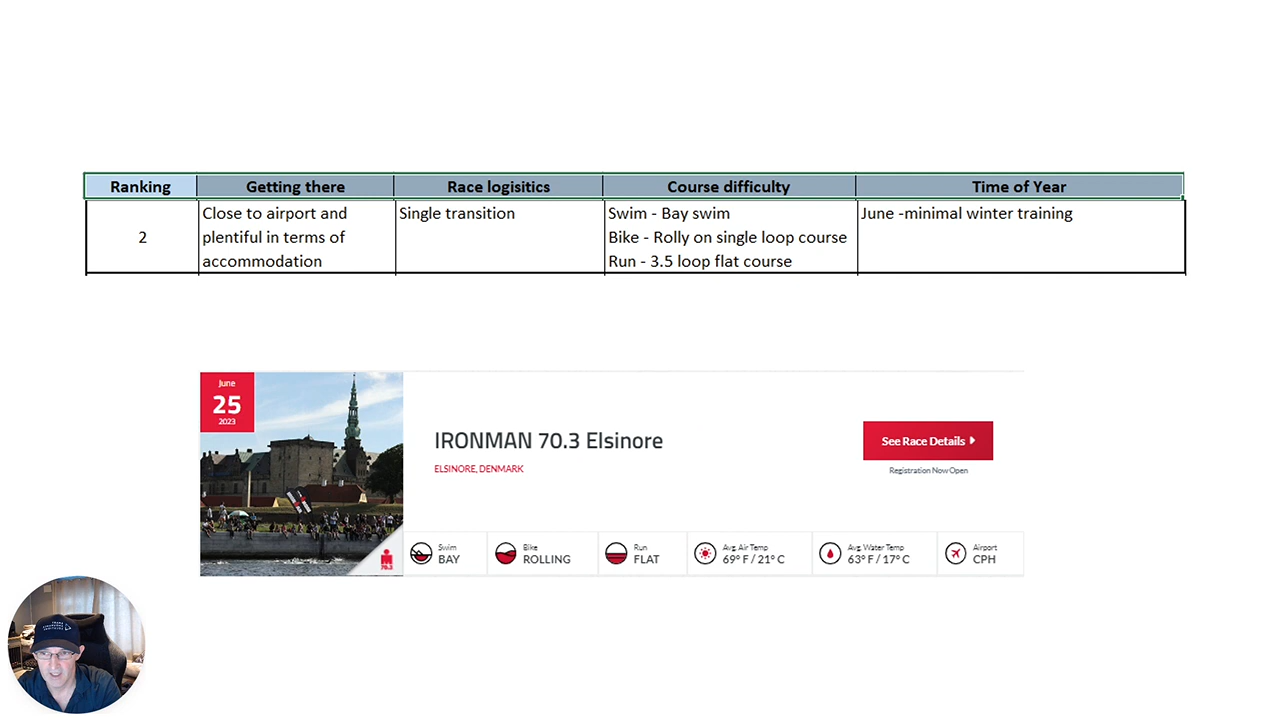 Ranking Getting there Race logisitics Course difficulty Time of Year
2
Close to airport and
plentiful in terms of
accommodation
Single transition
Swim - Bay swim
Bike - Rolly on single loop course
Run - 3.5 loop flat course
June -minimal winter training
June
25
2023
IRONMAN 70.3 Elsinore
ELSINORE, DENMARK
See Race Details
Registration Now Open
70.3
Swim
BAY
Bike
ROLLING
Run
FLAT
Avg. Air Temp
69° F / 21° C
Avg. Water Temp
63° F / 17° C
Airport
CPH